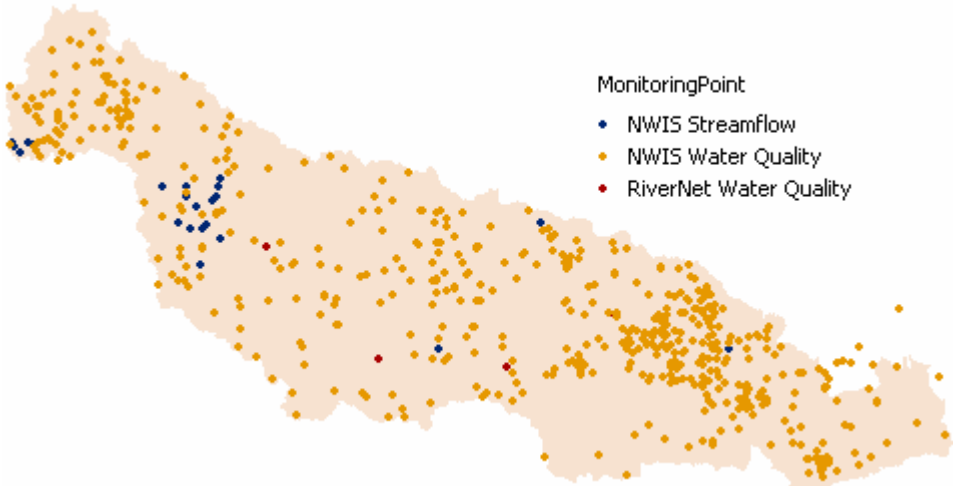 MonitoringPoint
NWIS Streamflow
NWIS Water Quality
RiverNet Water Quality